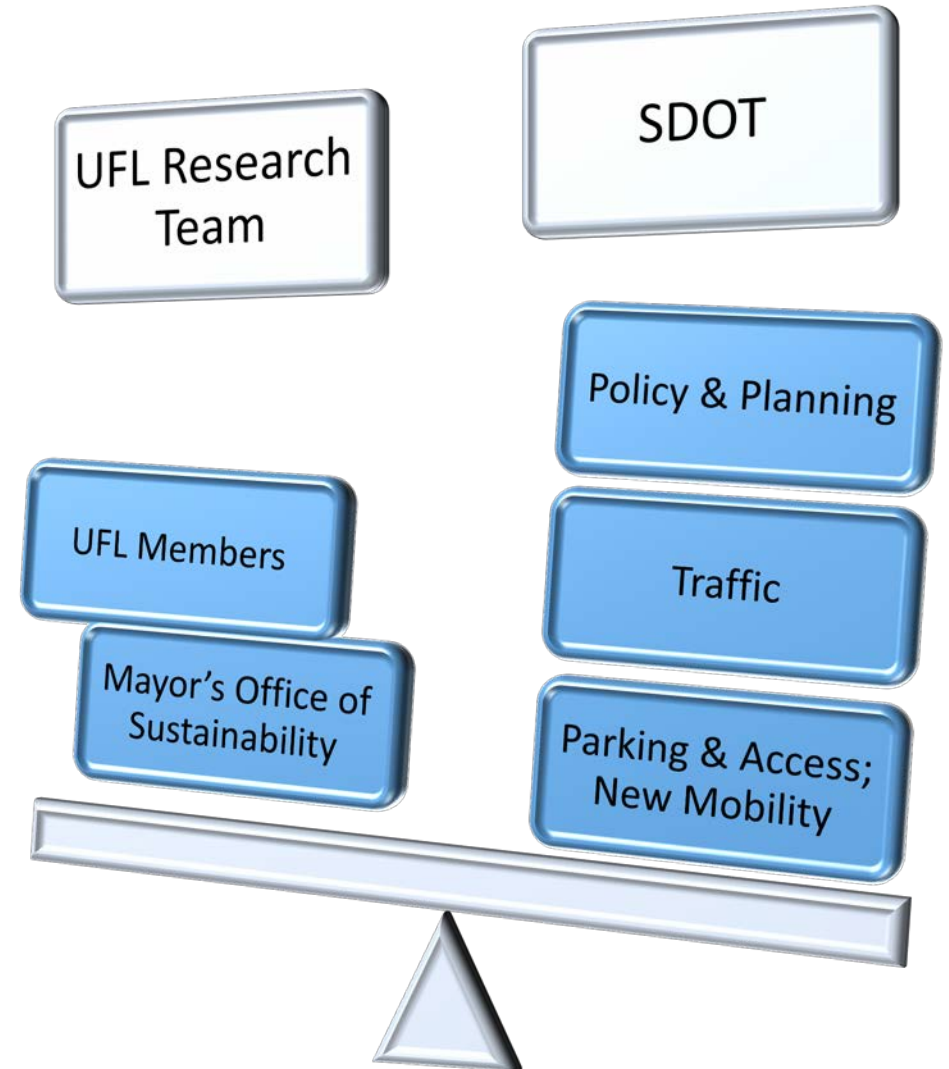 UFL Research
Team
SDOT
UFL Members
Mayor’s Office of
Sustainability
Policy & Planning
Traffic
Parking & Access;
New Mobility